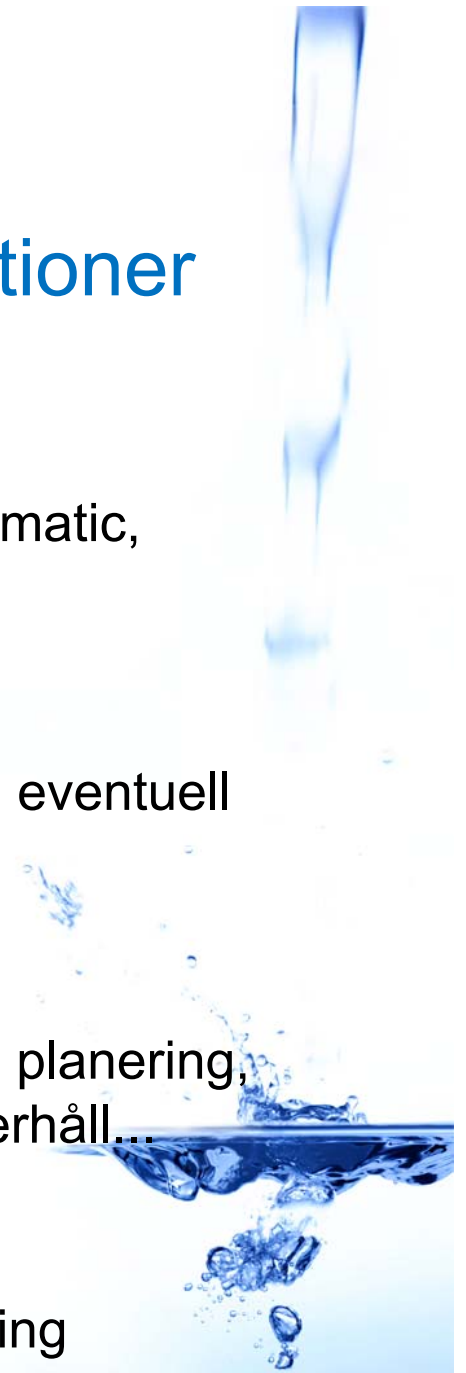 tioner
matic,
eventuell
planering,
erhåll...
ing